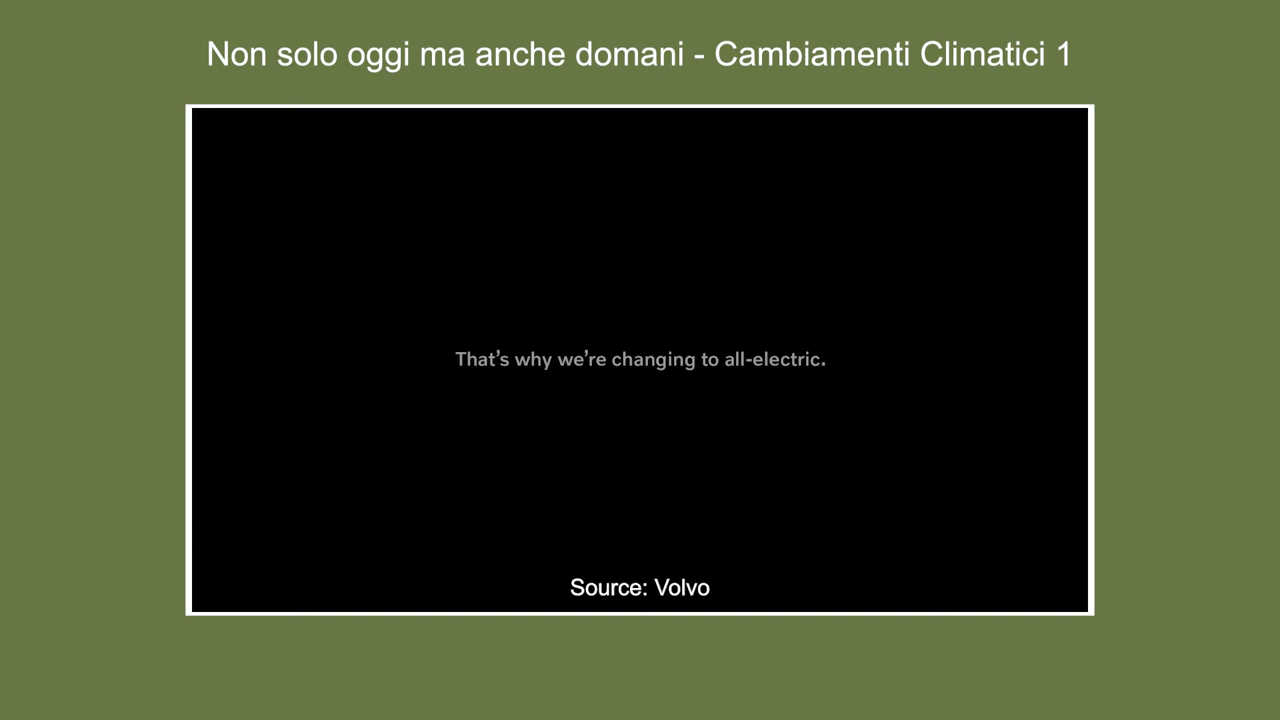 Non solo oggi ma anche domani - Cambiamenti Climatici 1
That’s why we’re changing to all-electric.
Source: Volvo